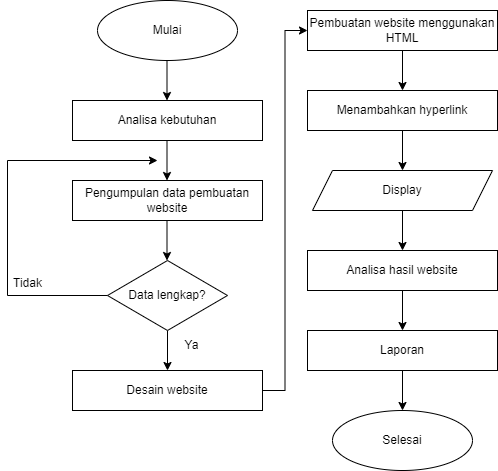 Mulai
Analisa kebutuhan
Pengumpulan data pembuatan
website
Data lengkap?
Tidak
Ya
Desain website
Pembuatan website menggunakan
HTML
Menambahkan hyperlink
Display
Analisa hasil website
Laporan
Selesai